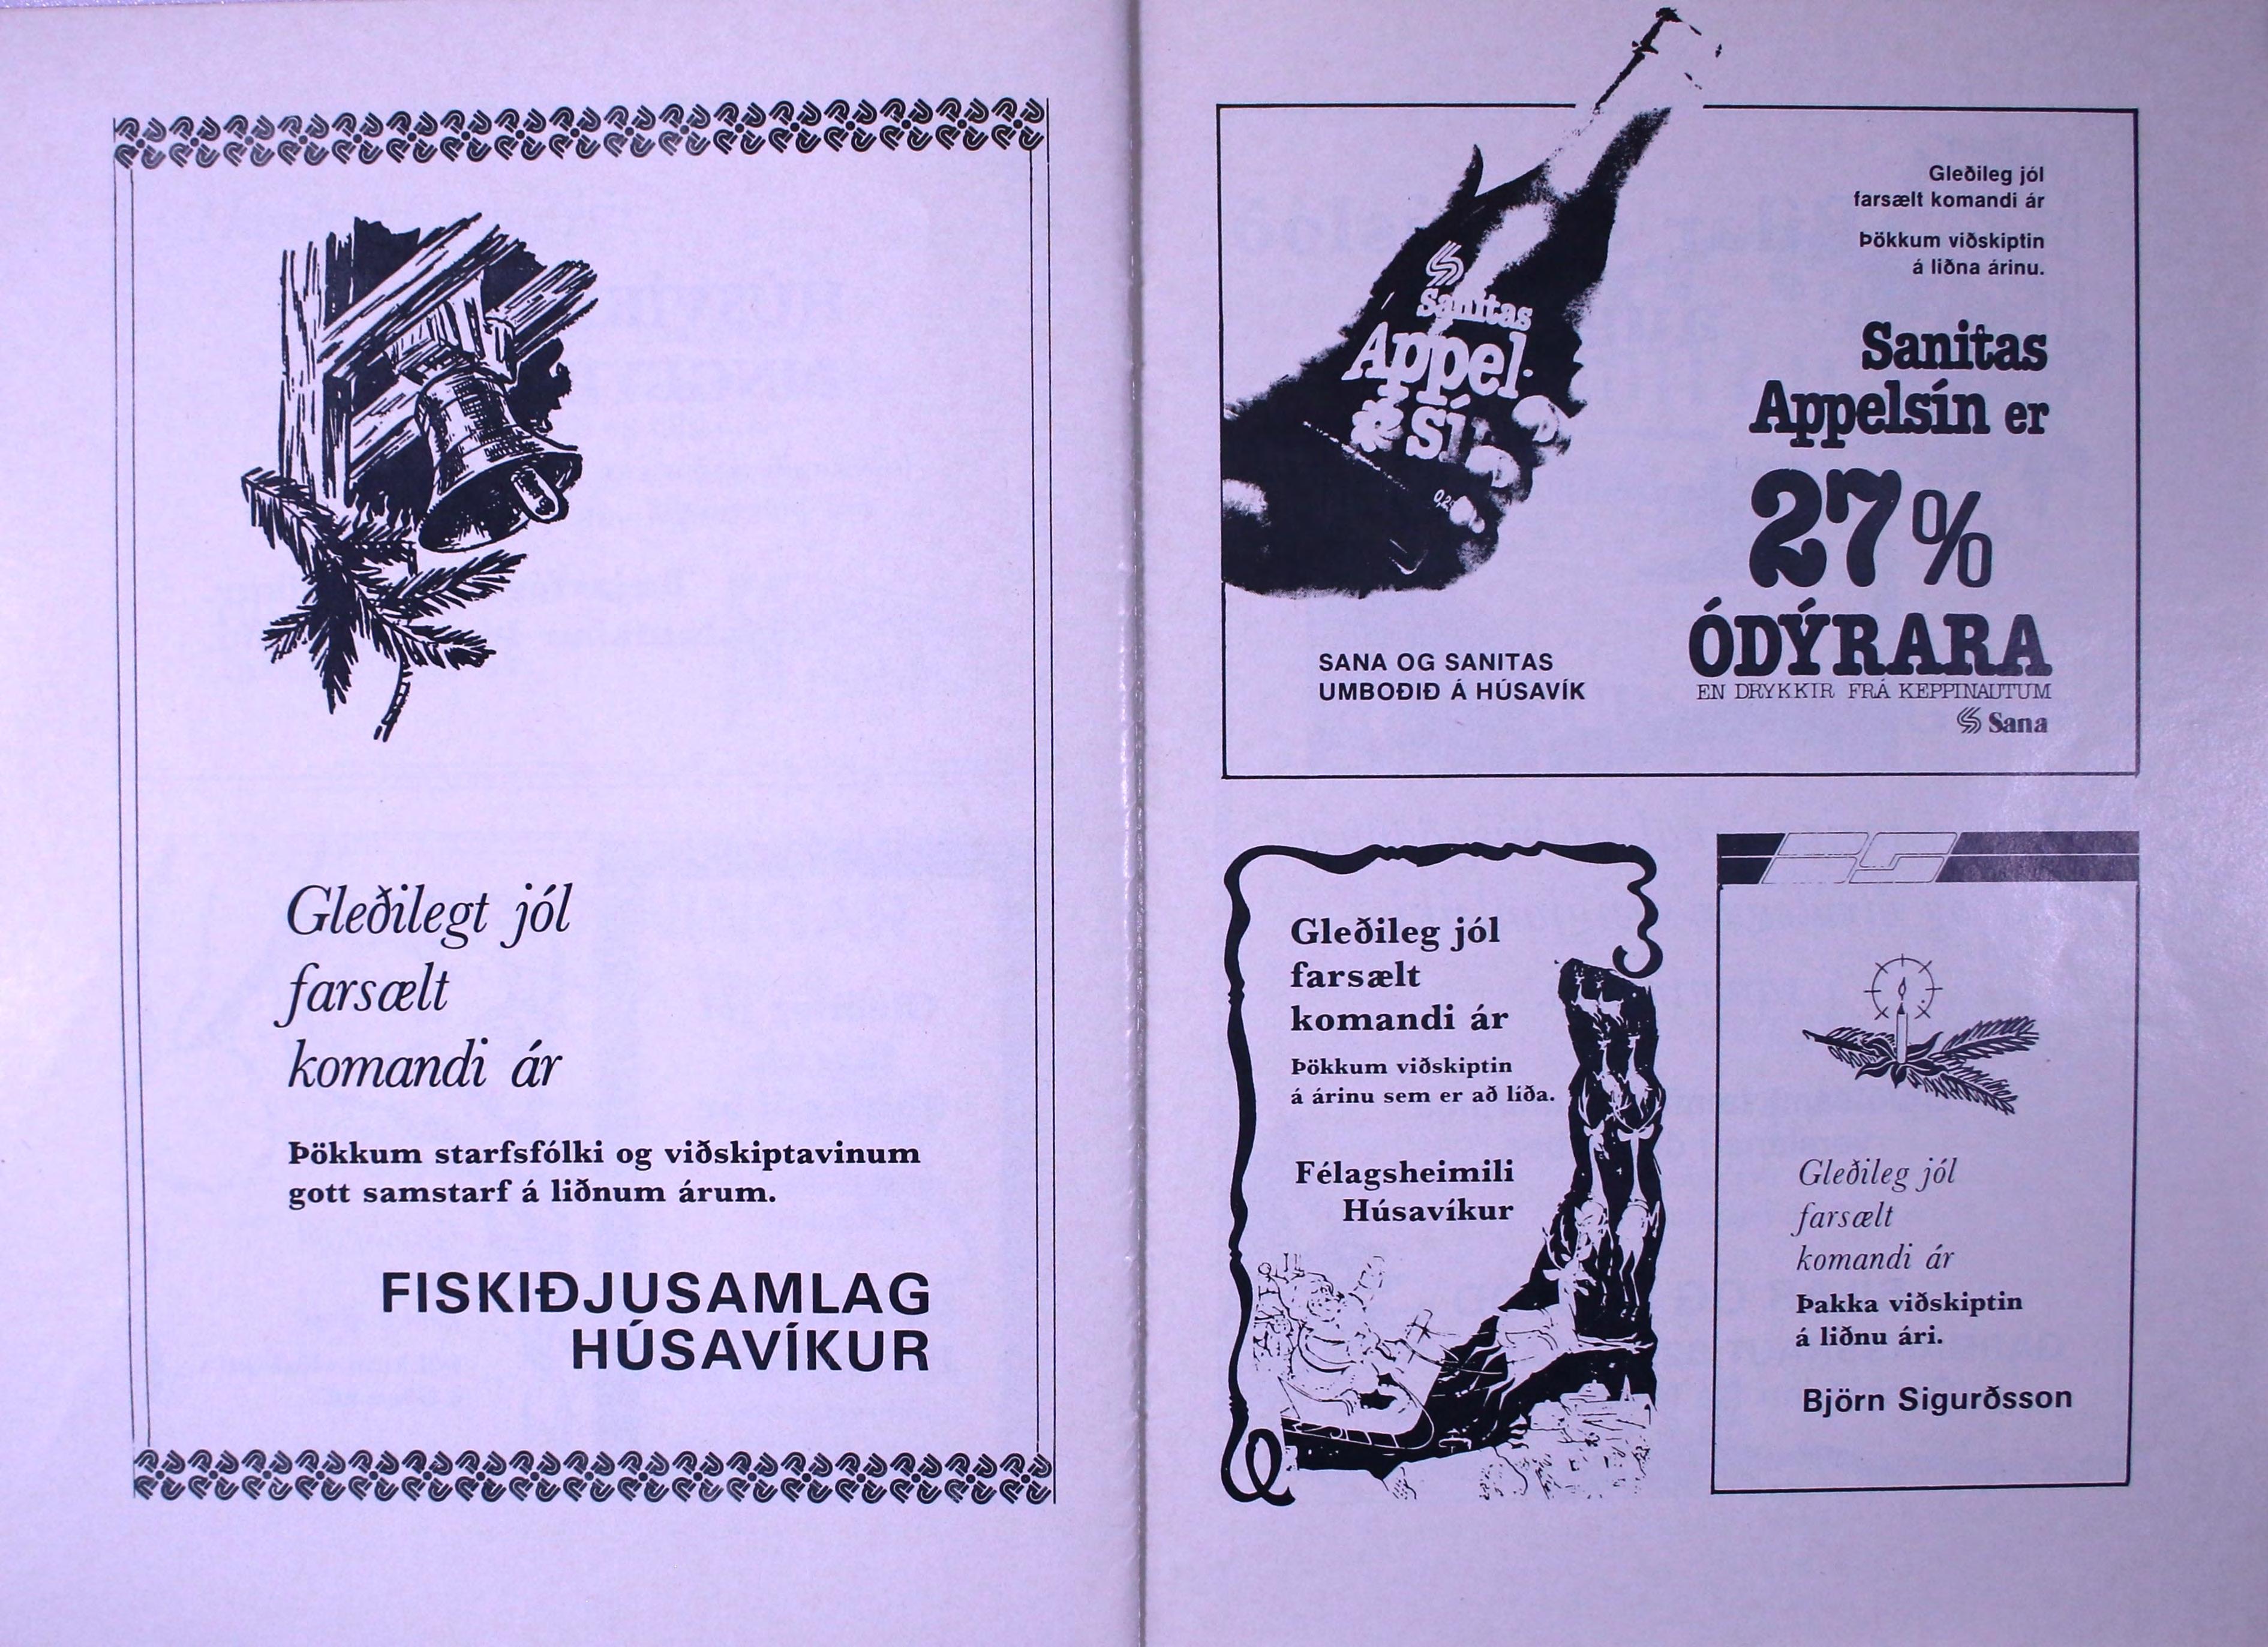 Gleðilegt jól
farsælt
komandi ár
Þökkum starfsfólki og viðskiptavinum
gott samstarf á liðnum árum.
FISKIÐJUSAMLAG
HÚSAVÍKUR
Gleðileg jól
farsælt komandi ár
Þökkum viðskiptin
á liðna árinu.
Sanitas
Appel-
sí
Sanitas
Appelsín er
27%
ÓDÝRARA
EN DRYKKIR FRÁ KEPPINAUTUM
Sana
SANA OG SANITAS
UMBOÐIÐ Á HÚSAVÍK
Gleðileg jól
farsælt
komandi ár
Þökkum viðskiptin
á árinu sem er að líða.
Félagsheimili
Húsavíkur
Gleðileg jól
farsælt
komandi ár
Þakka viðskiptin
á liðnu ári.
Björn Sigurðsson